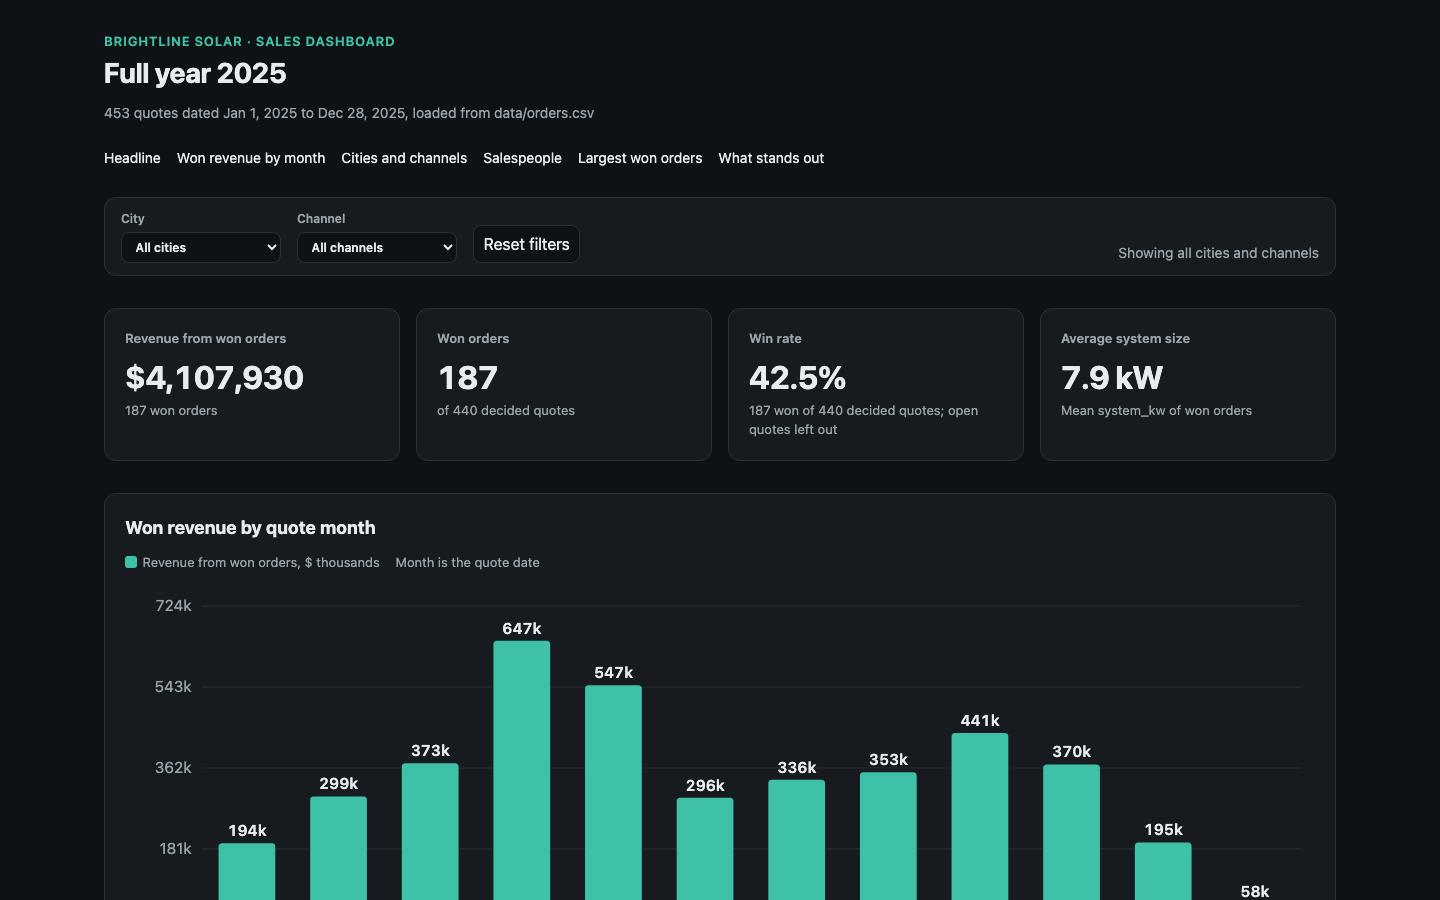 BRIGHTLINE SOLAR · SALES DASHBOARD
Full year 2025
453 quotes dated Jan 1, 2025 to Dec 28, 2025, loaded from data/orders.csv
Headline Won revenue by month Cities and channels Salespeople Largest won orders What stands out
City
Channel
All cities
All channels
Reset filters
Showing all cities and channels
Revenue from won orders
$4,107,930
187 won orders
Won orders
187
of 440 decided quotes
Win rate
42.5%
187 won of 440 decided quotes; open
quotes left out
Average system size
7.9 kW
Mean system_kw of won orders
Won revenue by quote month
Revenue from won orders, $ thousands Month is the quote date
724k
543k
362k
181k
194k
299k
373k
647k
547k
296k
336k
353k
441k
370k
195k
58k